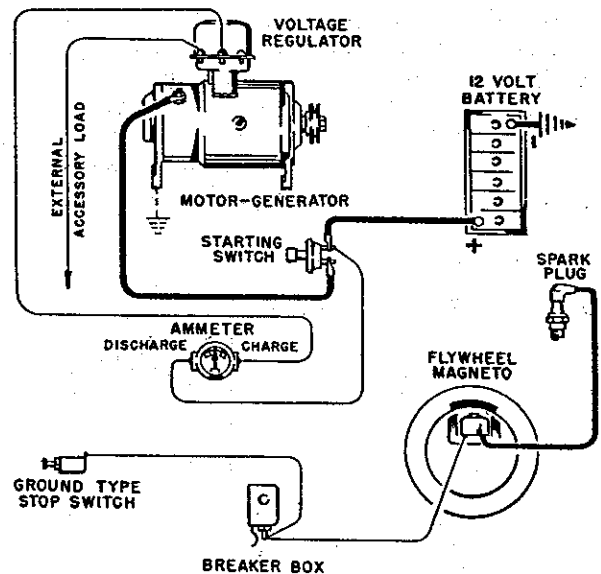 VOLTAGE
REGULATOR
12 VOLT
BATTERY
EXTERNAL
ACCESSORY LOAD
MOTOR-GENERATOR
STARTING
SWITCH
+
SPARK
PLUG
AMMETER
DISCHARGE CHARGE
FLYWHEEL
MAGNETO
GROUND TYPE
STOP SWITCH
BREAKER BOX